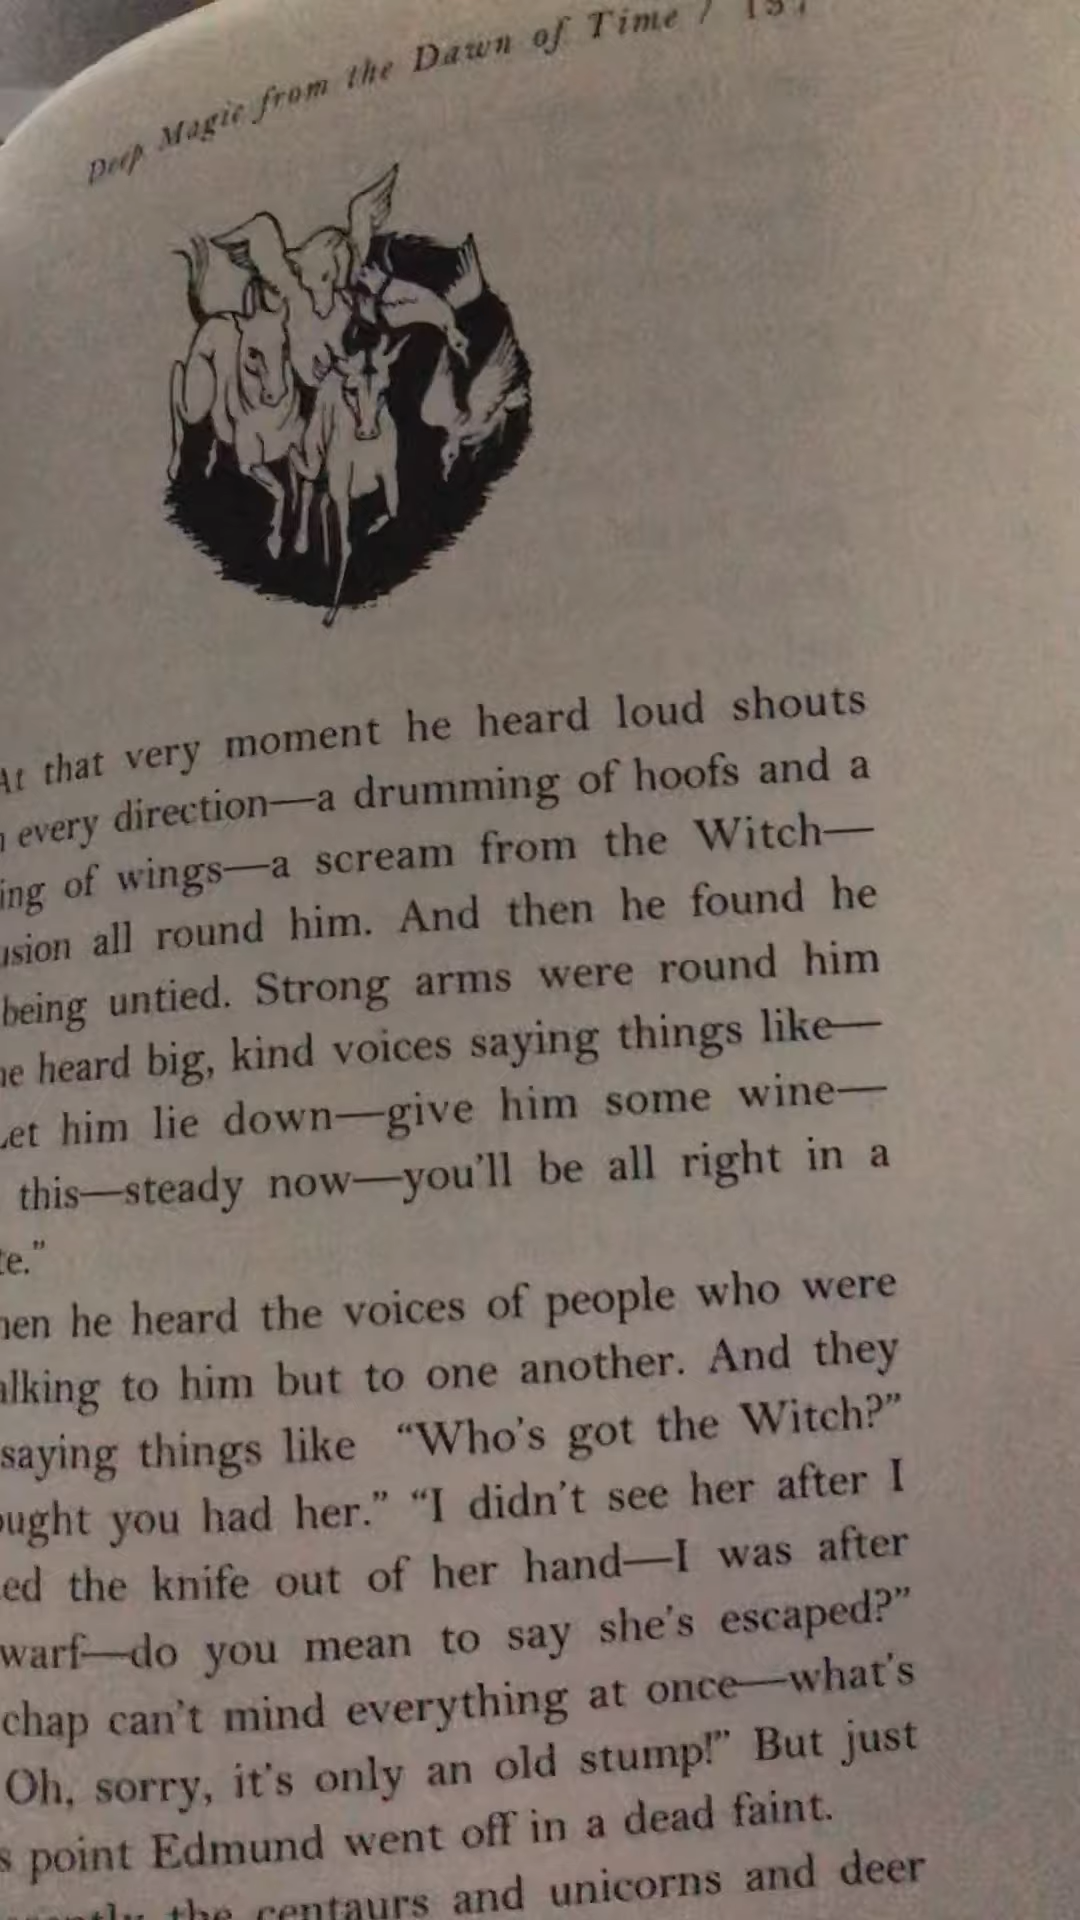 Deep Magic from the Dawn of Time /
At that very moment he heard loud shouts
every direction—a drumming of hoofs and a
ing of wings—a scream from the Witch—
usion all round him. And then he found he
being untied. Strong arms were round him
he heard big, kind voices saying things like—
Let him lie down—give him some wine—
this—steady now—you'll be all right in a
te.”
hen he heard the voices of people who were
alking to him but to one another. And they
saying things like “Who's got the Witch?”
ought you had her.” “I didn't see her after I
ed the knife out of her hand—I was after
warf—do you mean to say she's escaped?”
chap can't mind everything at once—what's
Oh, sorry, it's only an old stump!” But just
s point Edmund went off in a dead faint.
the centaurs and unicorns and deer